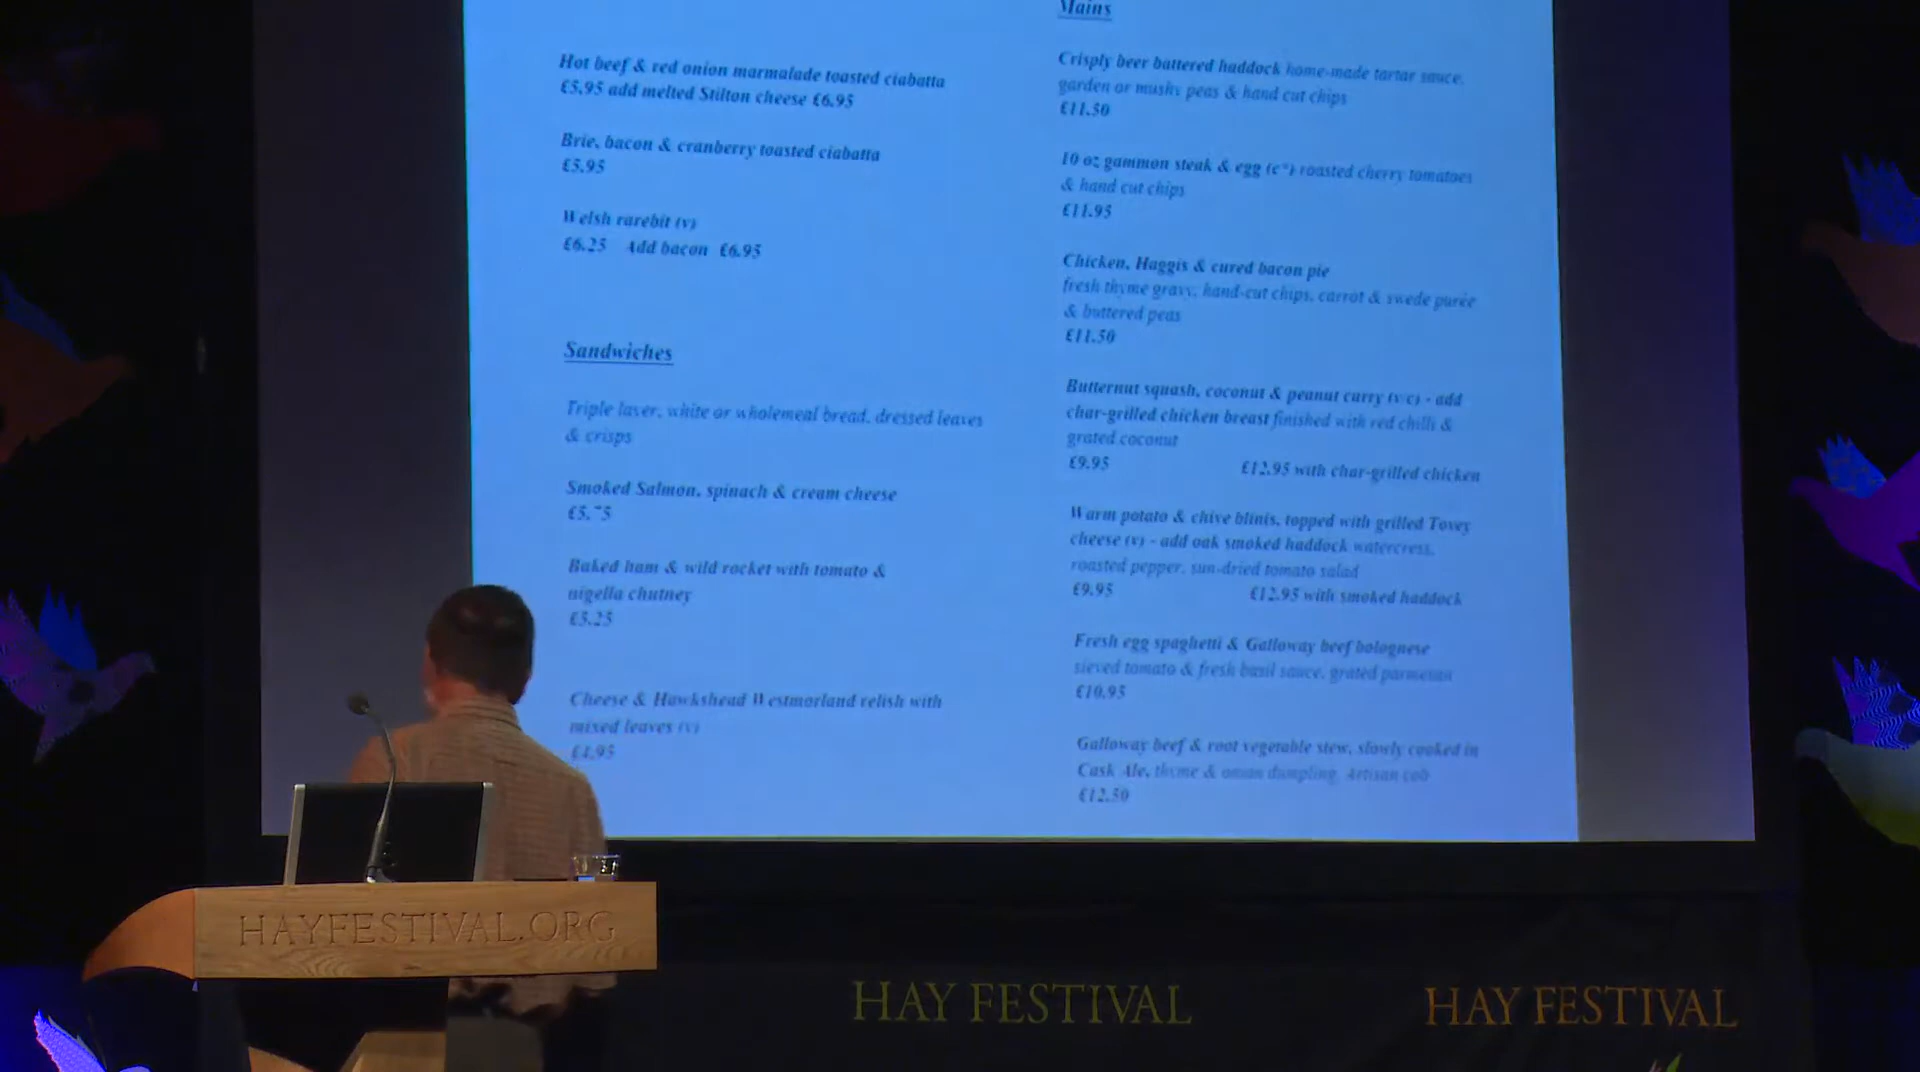 Hot beef & red onion marmalade toasted ciabatta
£5.95 add melted Stilton cheese £6.95
Brie, bacon & cranberry toasted ciabatta
£5.95
Welsh rarebit (v)
£6.25 Add bacon £6.95
Sandwiches
Triple layer, white or wholemeal bread, dressed leaves
& crisps
Smoked Salmon, spinach & cream cheese
£5.75
Baked ham & wild rocket with tomato &
nigella chutney
£5.25
Cheese & Hawkshead Westmorland relish with
mixed leaves (v)
£4.95
Mains
Crisply beer battered haddock home-made tartar sauce,
garden or mushy peas & hand cut chips
£11.50
10 oz gammon steak & egg (c*) roasted cherry tomatoes
& hand cut chips
£11.95
Chicken, Haggis & cured bacon pie
fresh thyme gravy, hand-cut chips, carrot & swede purée
& buttered peas
£11.50
Butternut squash, coconut & peanut curry (v/c) - add
char-grilled chicken breast finished with red chilli &
grated coconut
£9.95 £12.95 with char-grilled chicken
Warm potato & chive blinis, topped with grilled Tovey
cheese (v) - add oak smoked haddock watercress,
roasted pepper, sun-dried tomato salad
£9.95 £12.95 with smoked haddock
Fresh egg spaghetti & Galloway beef bolognese
sieved tomato & fresh basil sauce, grated parmesan
£10.95
Galloway beef & root vegetable stew, slowly cooked in
Cask Ale, thyme & onion dumpling, Artisan cob
£12.50
HAYFESTIVAL.ORG
HAY FESTIVAL
HAY FESTIVAL